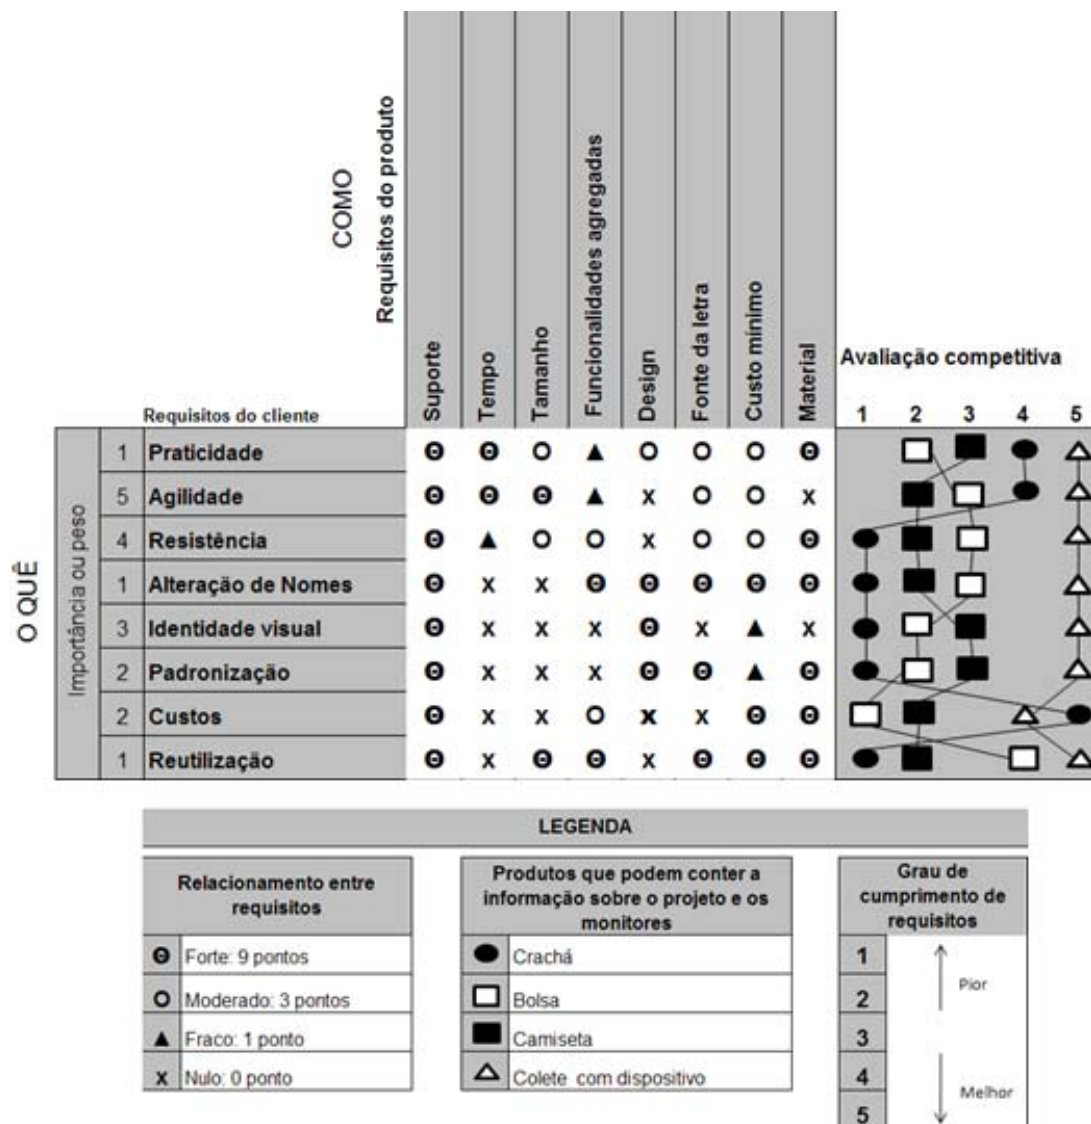 COMO
Requisitos do produto
Suporte
Tempo
Tamanho
Funcionalidades agregadas
Design
Fonte da letra
Custo mínimo
Material
Avaliação competitiva
Requisitos do cliente
1 2 3 4 5
O QUÊ
Importância ou peso
1 Praticidade Θ Θ O ▲ O O O Θ
5 Agilidade Θ Θ Θ ▲ x O O x
4 Resistência Θ ▲ O O x O O Θ
1 Alteração de Nomes Θ x x Θ Θ Θ Θ Θ
3 Identidade visual Θ x x x Θ x ▲ x
2 Padronização Θ x x x Θ Θ ▲ Θ
2 Custos Θ x x O x x Θ Θ
1 Reutilização Θ x Θ Θ x Θ Θ Θ
LEGENDA
Relacionamento entre
requisitos
Θ Forte: 9 pontos
O Moderado: 3 pontos
▲ Fraco: 1 ponto
x Nulo: 0 ponto
Produtos que podem conter a
informação sobre o projeto e os
monitores
Crachá
Bolsa
Camiseta
Colete com dispositivo
Grau de
cumprimento de
requisitos
1
2
3
4
5
Pior
Melhor